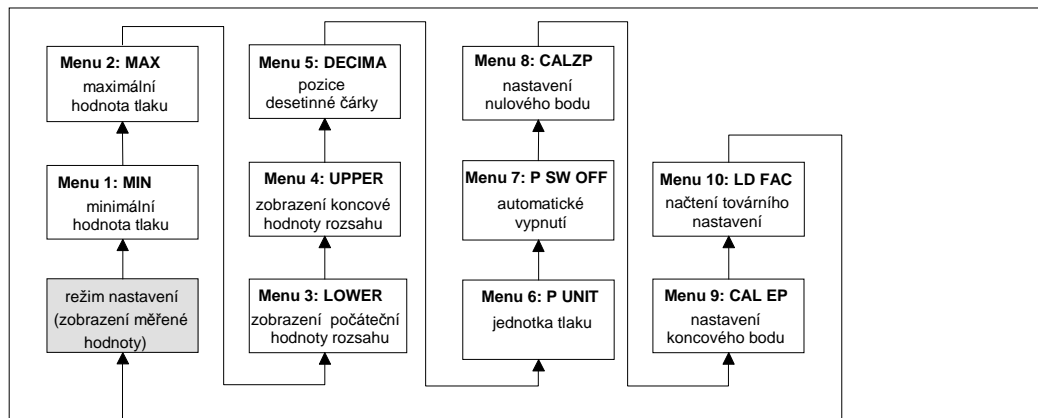 Menu 2: MAX
maximální
hodnota tlaku
Menu 1: MIN
minimální
hodnota tlaku
režim nastavení
(zobrazení měřené
hodnoty)
Menu 5: DECIMA
pozice
desetinné čárky
Menu 4: UPPER
zobrazení koncové
hodnoty rozsahu
Menu 3: LOWER
zobrazení počáteční
hodnoty rozsahu
Menu 8: CALZP
nastavení
nulového bodu
Menu 7: P SW OFF
automatické
vypnutí
Menu 6: P UNIT
jednotka tlaku
Menu 10: LD FAC
načtení továrního
nastavení
Menu 9: CAL EP
nastavení
koncového bodu